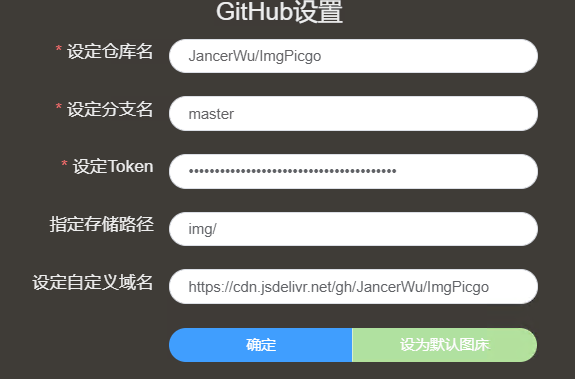 GitHub设置
* 设定仓库名 JancerWu/ImgPicgo
* 设定分支名 master
* 设定Token ••••••••••••••••••••••••••••••••••••••••
指定存储路径 img/
设定自定义域名 https://cdn.jsdelivr.net/gh/JancerWu/ImgPicgo
确定 设为默认图床